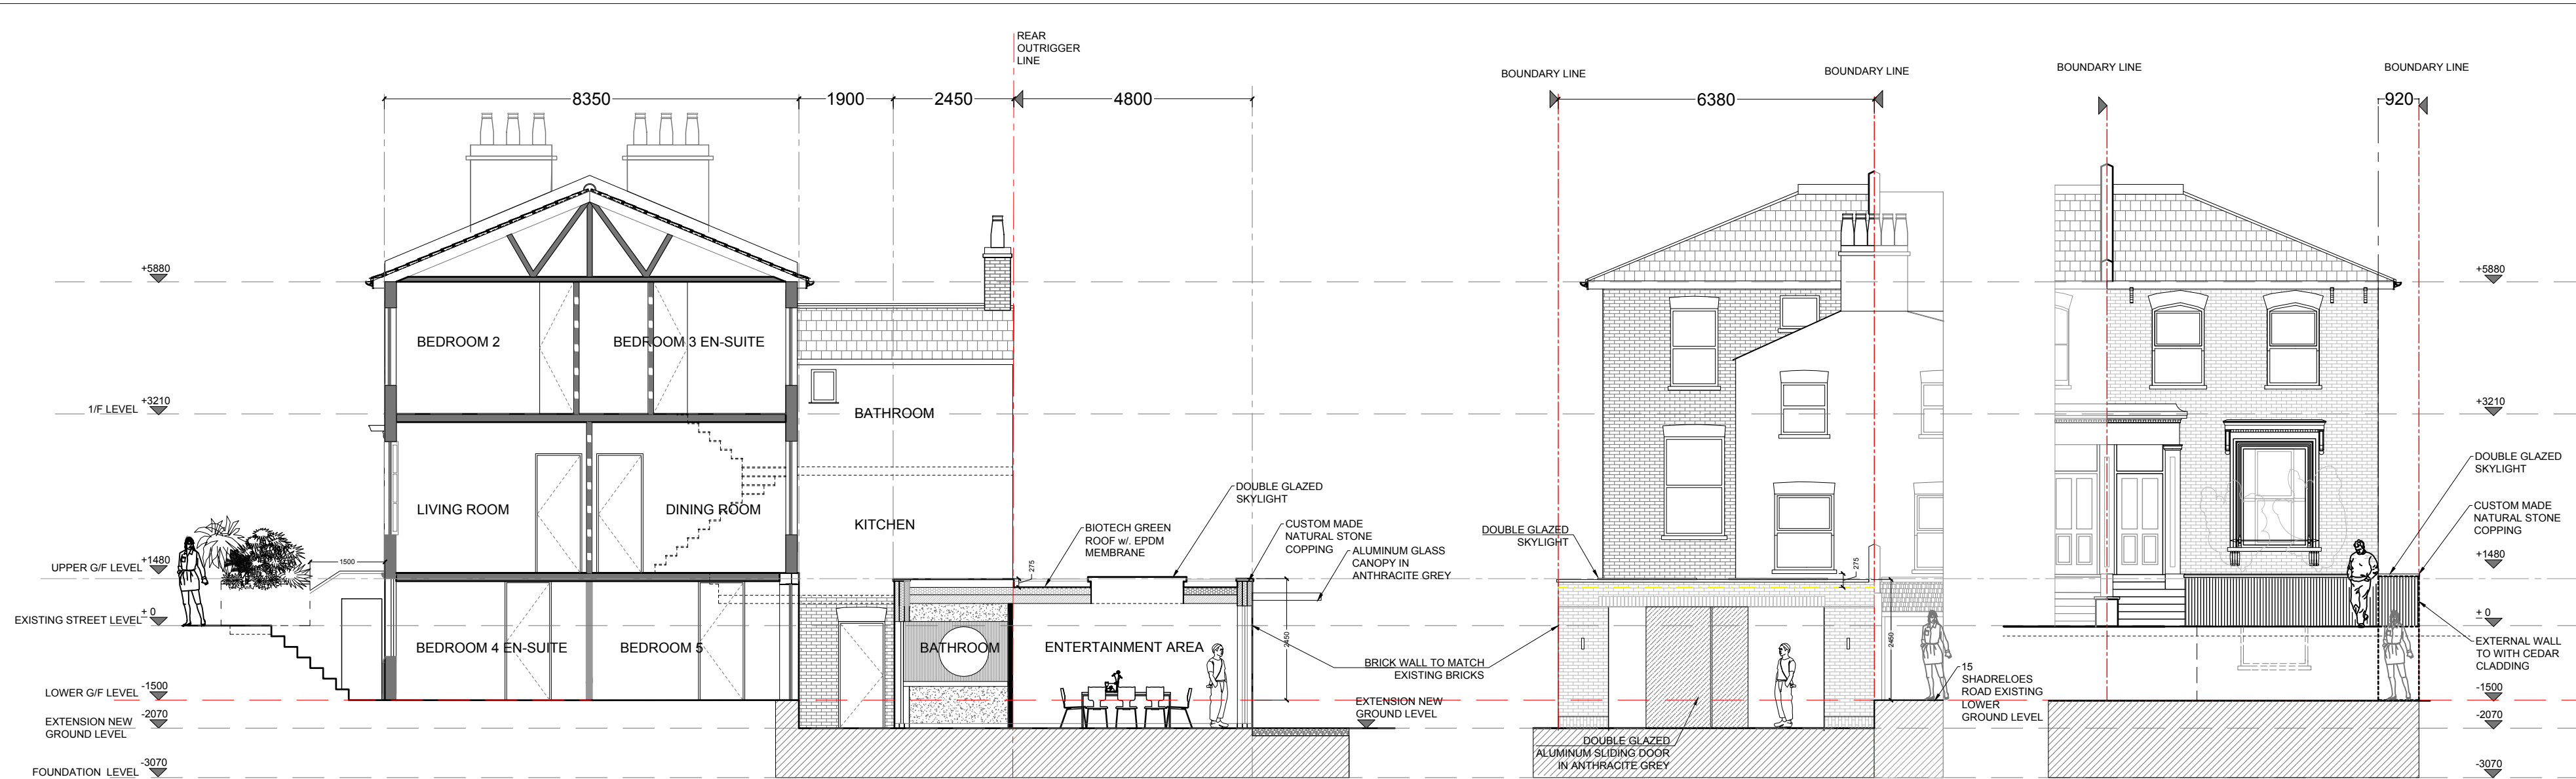 REAR
OUTRIGGER
LINE
8350
1900
2450
4800
BOUNDARY LINE
BOUNDARY LINE
6380
BOUNDARY LINE
BOUNDARY LINE
920
+5880
1/F LEVEL +3210
UPPER G/F LEVEL +1480
EXISTING STREET LEVEL + 0
LOWER G/F LEVEL -1500
EXTENSION NEW
GROUND LEVEL
-2070
FOUNDATION LEVEL -3070
1500
BEDROOM 2
BEDROOM 3 EN-SUITE
LIVING ROOM
DINING ROOM
BEDROOM 4 EN-SUITE
BEDROOM 5
BATHROOM
KITCHEN
BATHROOM
ENTERTAINMENT AREA
275
2450
BIOTECH GREEN
ROOF w/. EPDM
MEMBRANE
DOUBLE GLAZED
SKYLIGHT
CUSTOM MADE
NATURAL STONE
COPPING
ALUMINUM GLASS
CANOPY IN
ANTHRACITE GREY
BRICK WALL TO MATCH
EXISTING BRICKS
EXTENSION NEW
GROUND LEVEL
DOUBLE GLAZED
SKYLIGHT
275
2450
DOUBLE GLAZED
ALUMINUM SLIDING DOOR
IN ANTHRACITE GREY
15
SHADRELOES
ROAD EXISTING
LOWER
GROUND LEVEL
DOUBLE GLAZED
SKYLIGHT
CUSTOM MADE
NATURAL STONE
COPPING
EXTERNAL WALL
TO WITH CEDAR
CLADDING
+5880
+3210
+1480
+ 0
-1500
-2070
-3070